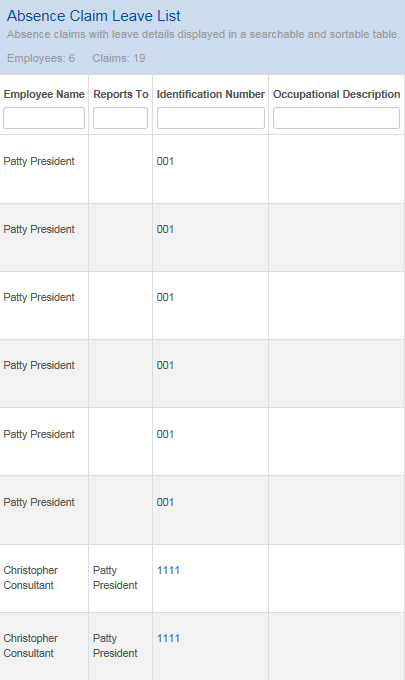 Absence Claim Leave List
Absence claims with leave details displayed in a searchable and sortable table.
Employees: 6 Claims: 19
Employee Name Reports To Identification Number Occupational Description
Patty President 001
Patty President 001
Patty President 001
Patty President 001
Patty President 001
Patty President 001
Christopher Patty 1111
Consultant President
Christopher Patty 1111
Consultant President